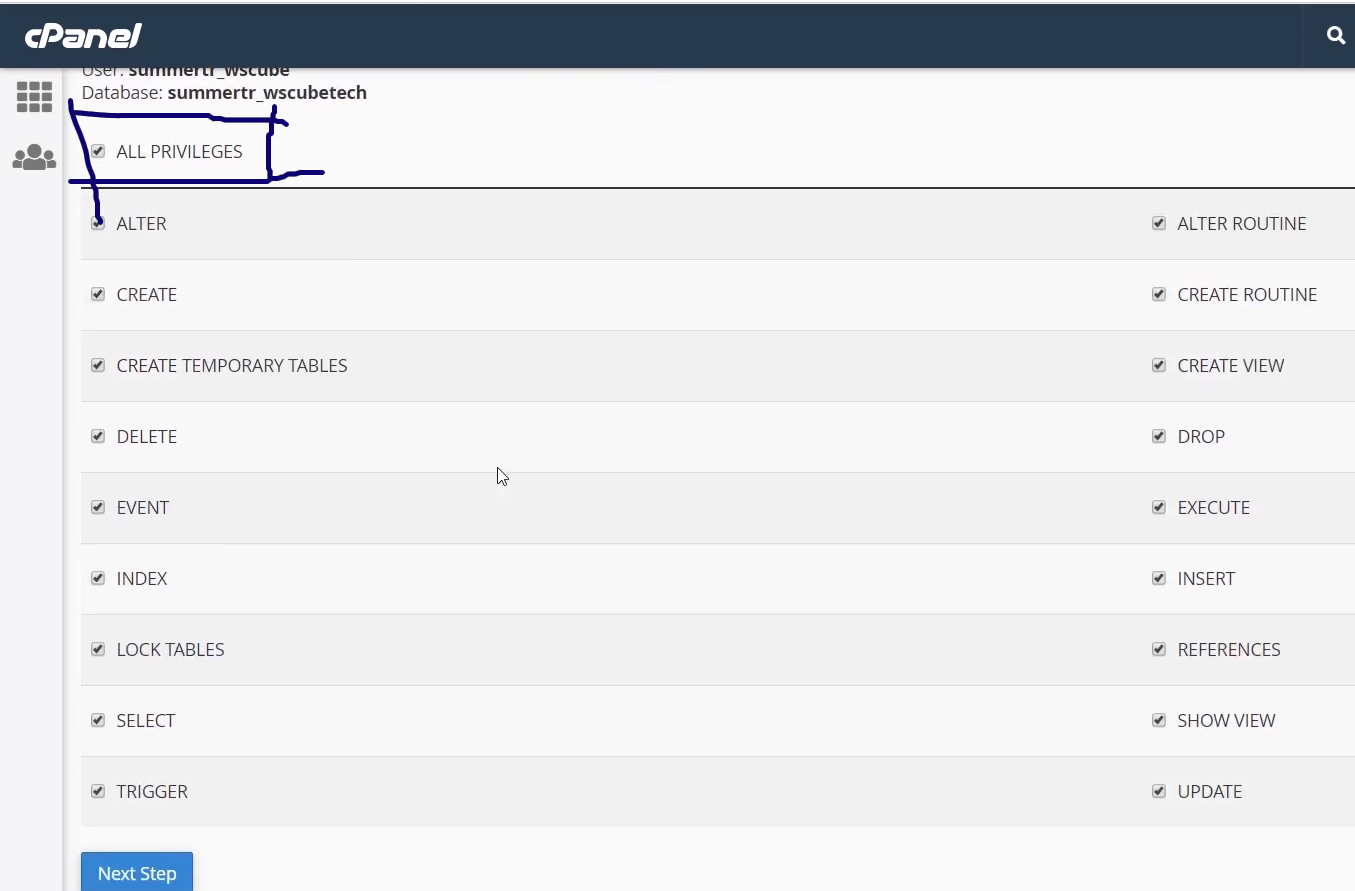 cPanel
User: summertr_wscube
Database: summertr_wscubetech
ALL PRIVILEGES
ALTER ALTER ROUTINE
CREATE CREATE ROUTINE
CREATE TEMPORARY TABLES CREATE VIEW
DELETE DROP
EVENT EXECUTE
INDEX INSERT
LOCK TABLES REFERENCES
SELECT SHOW VIEW
TRIGGER UPDATE
Next Step